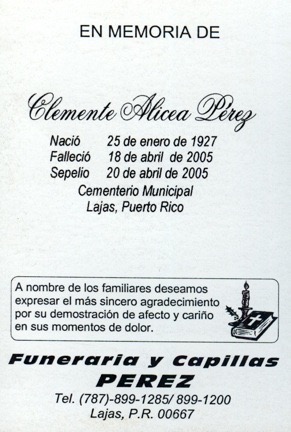 EN MEMORIA DE
Clemente Alicea Pérez
Nació 25 de enero de 1927
Falleció 18 de abril de 2005
Sepelio 20 de abril de 2005
Cementerio Municipal
Lajas, Puerto Rico
A nombre de los familiares deseamos
expresar el más sincero agradecimiento
por su demostración de afecto y cariño
en sus momentos de dolor.
Funeraria y Capillas
PEREZ
Tel. (787)-899-1285/ 899-1200
Lajas, P.R. 00667